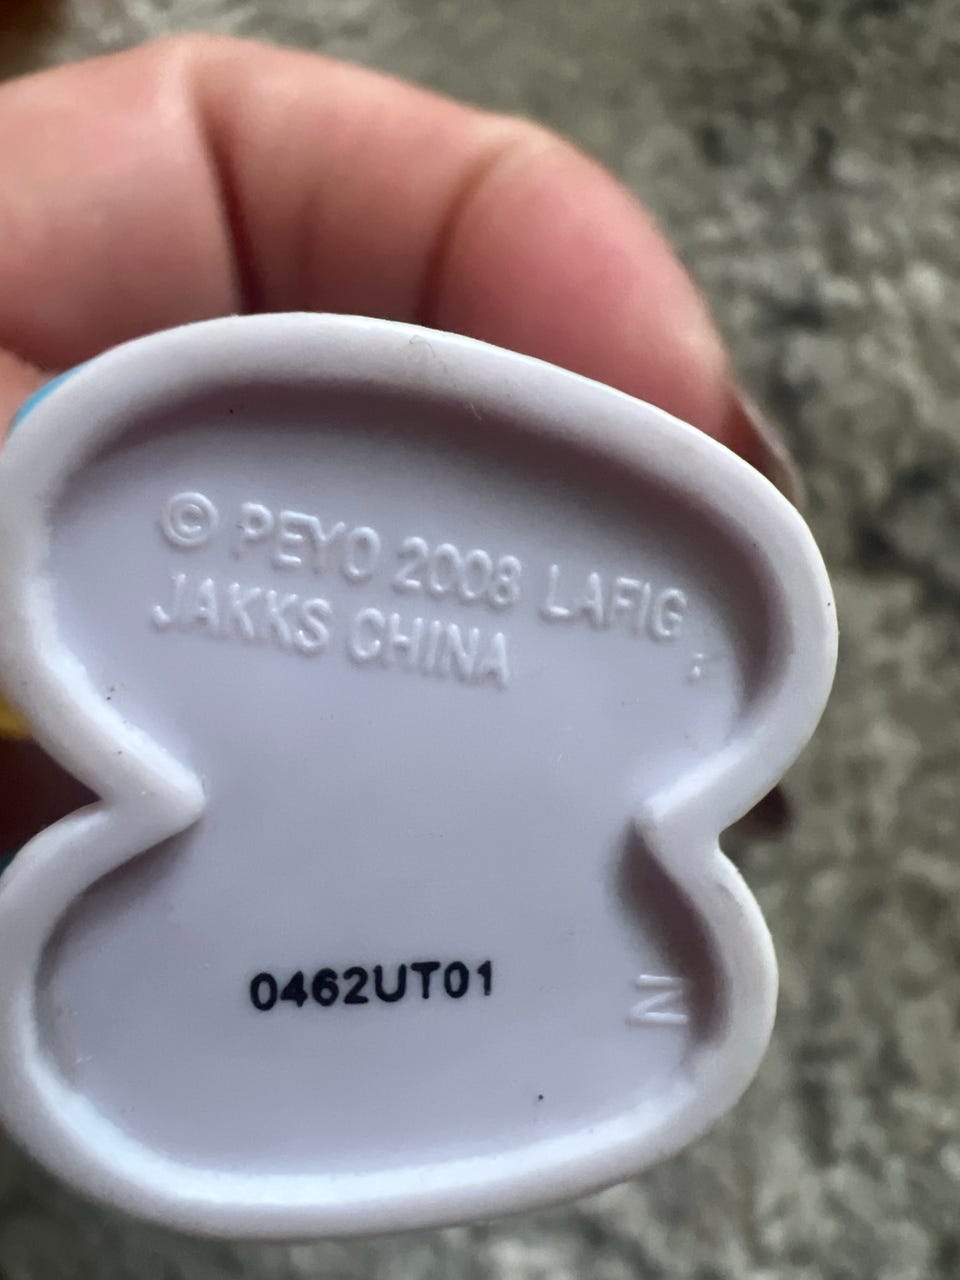 © PEYO 2008 LAFIG
JAKKS CHINA
0462UT01
N